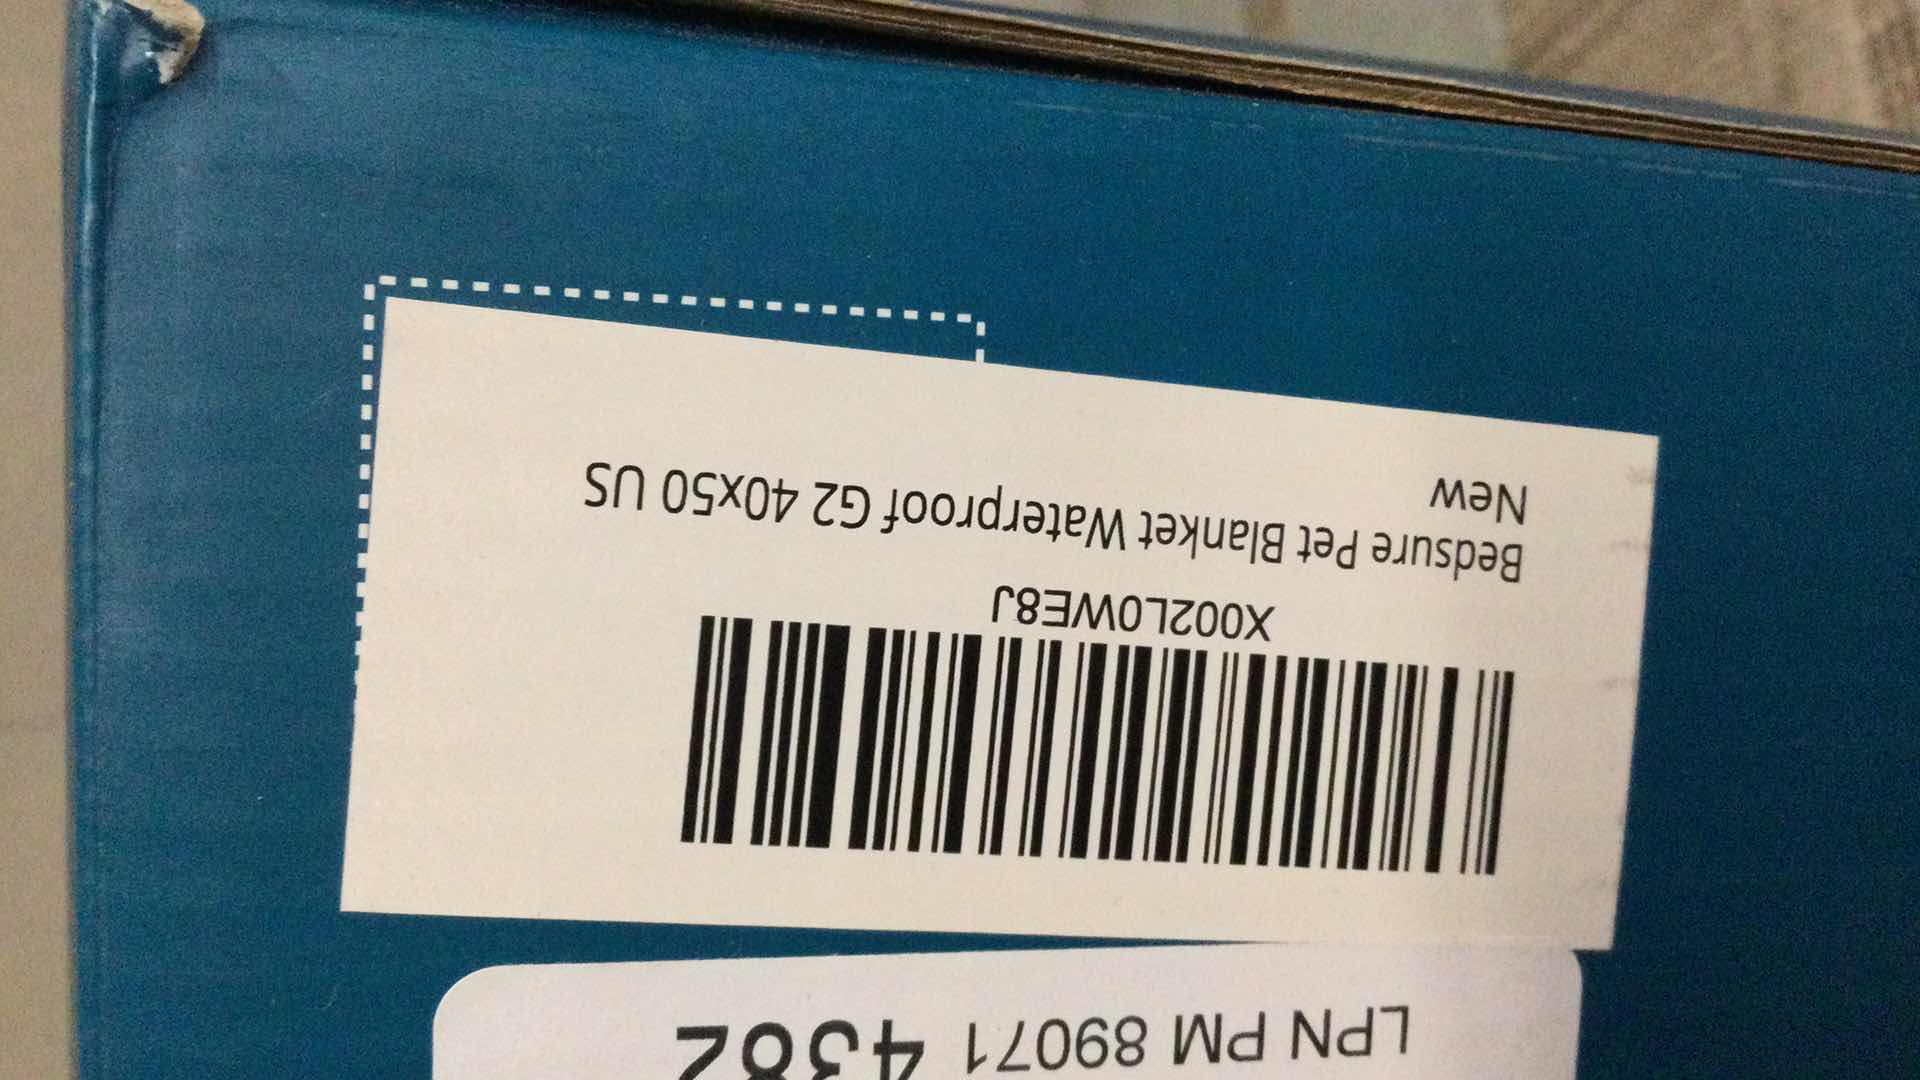 LPN PM 89071 4382
X002L0WE8J
Bedsure Pet Blanket Waterproof G2 40x50 US
New